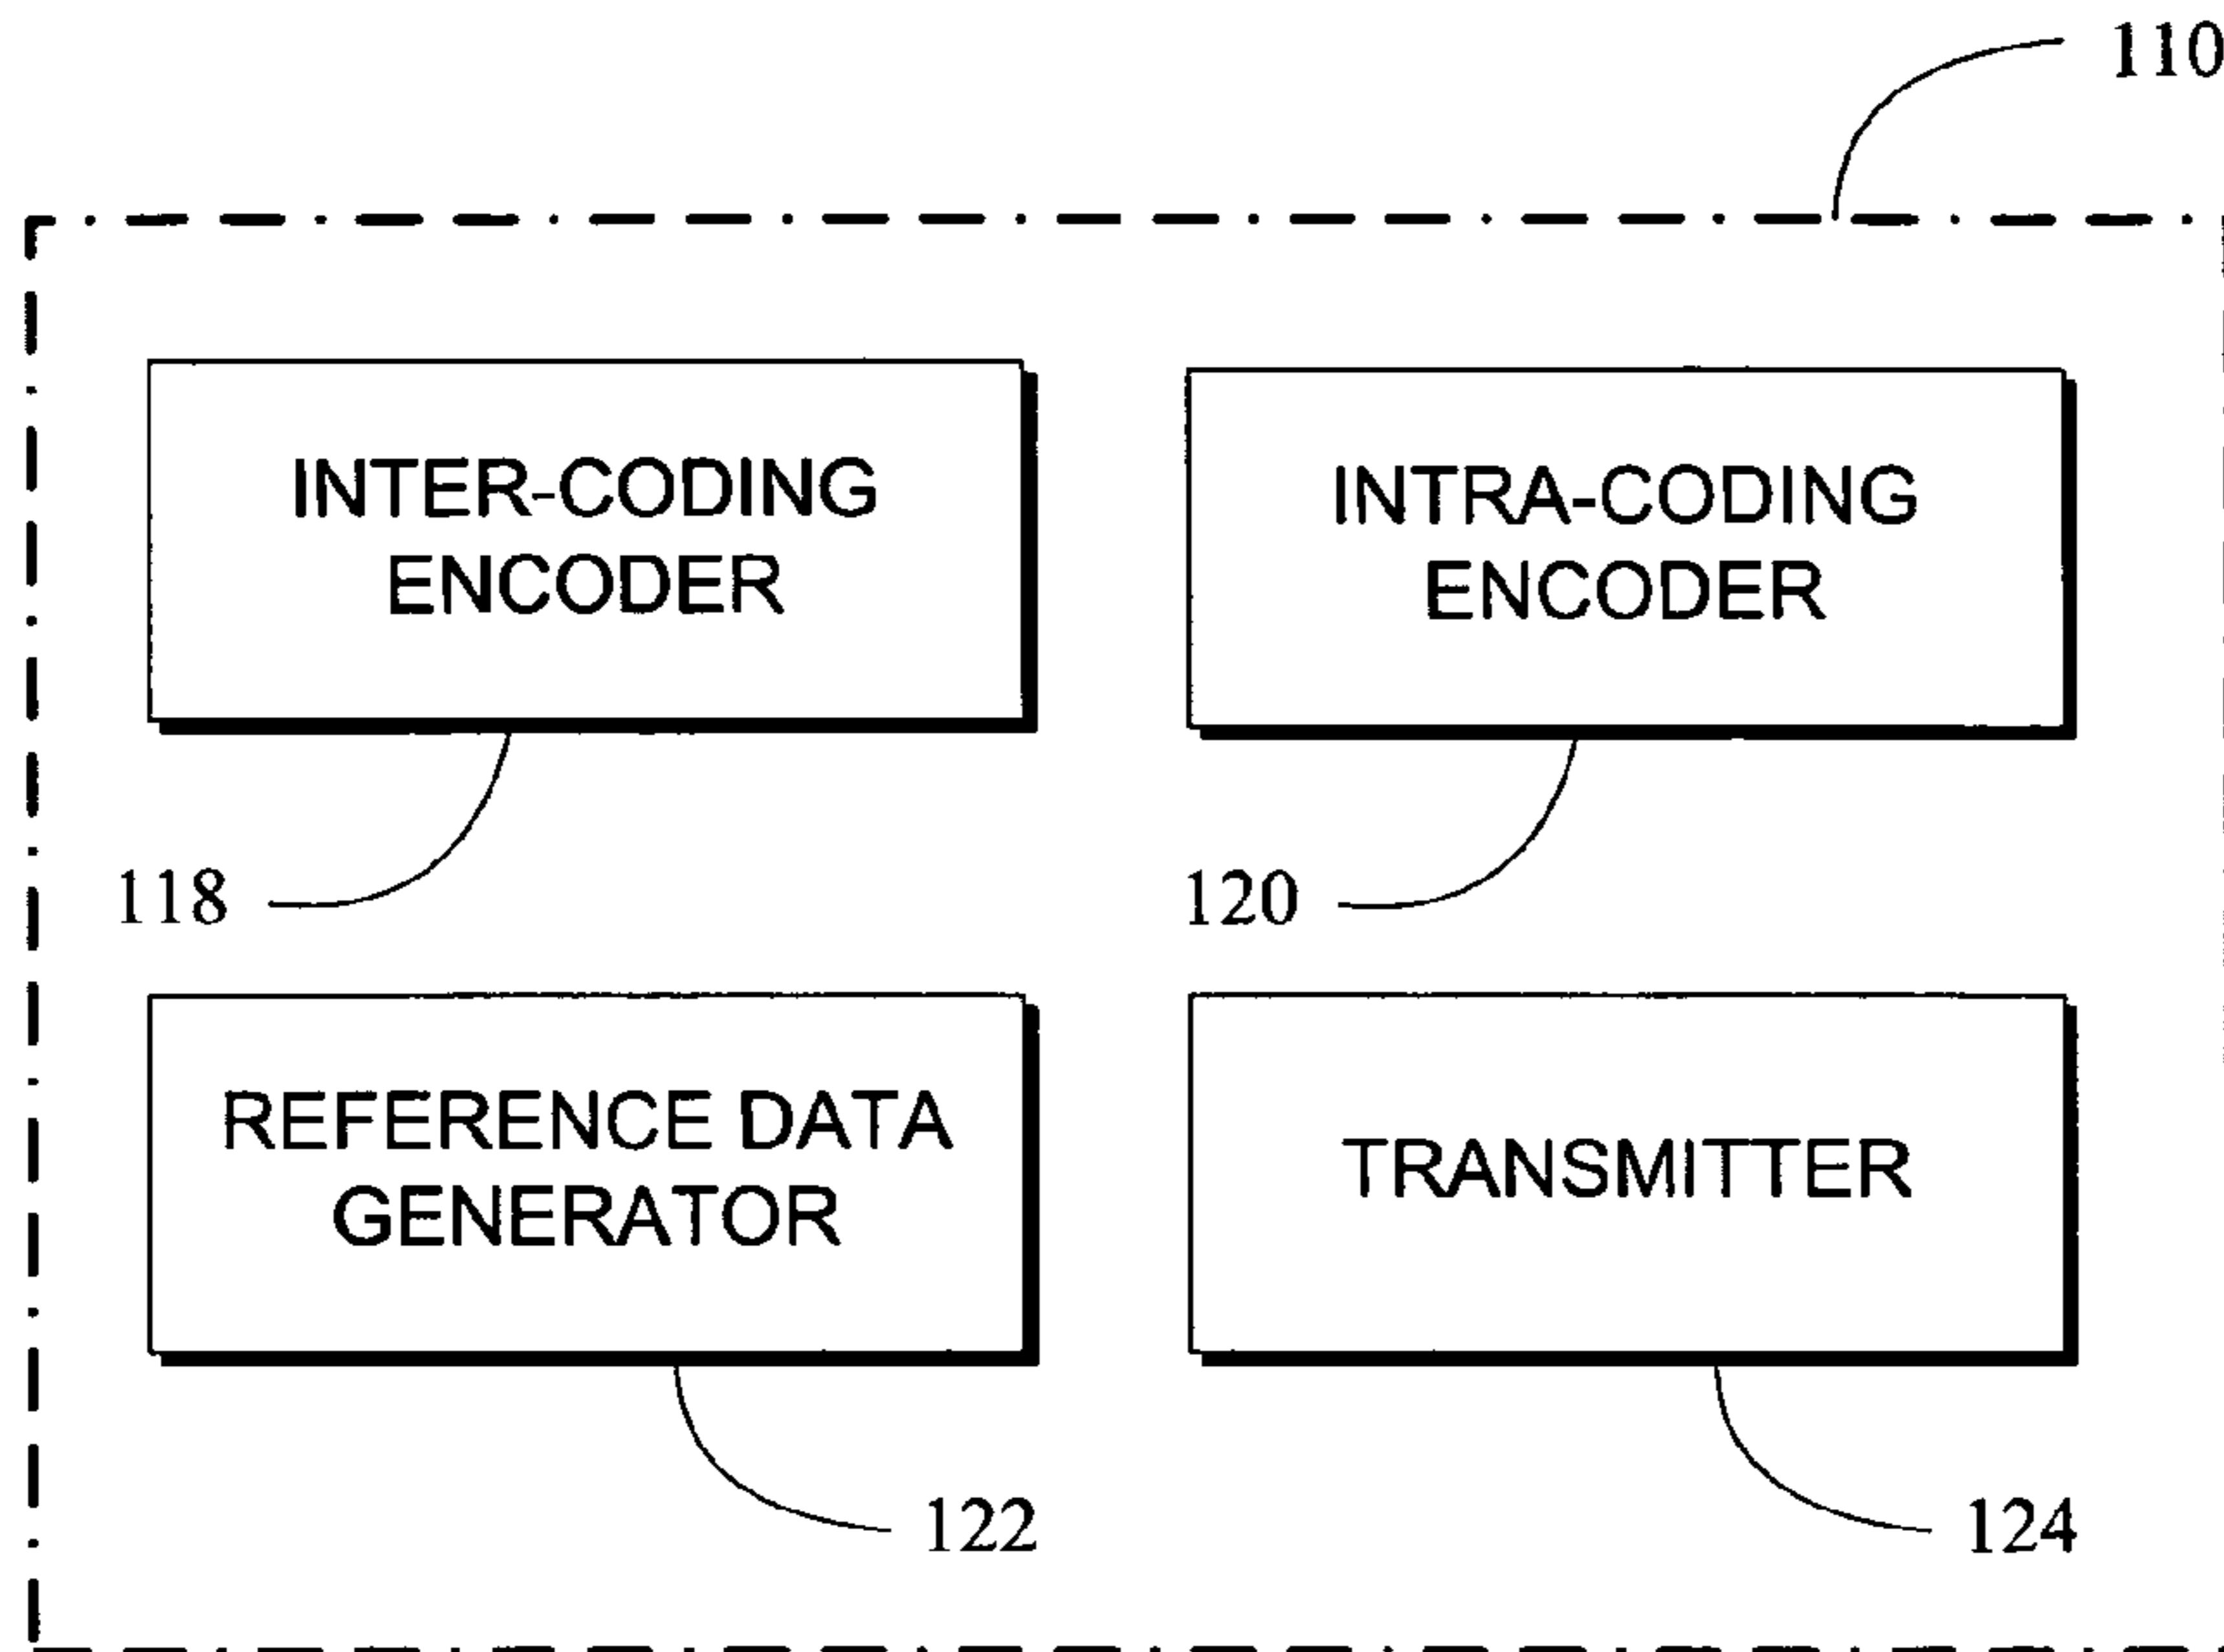 110
INTER-CODING
ENCODER
INTRA-CODING
ENCODER
118
120
REFERENCE DATA
GENERATOR
TRANSMITTER
122
124